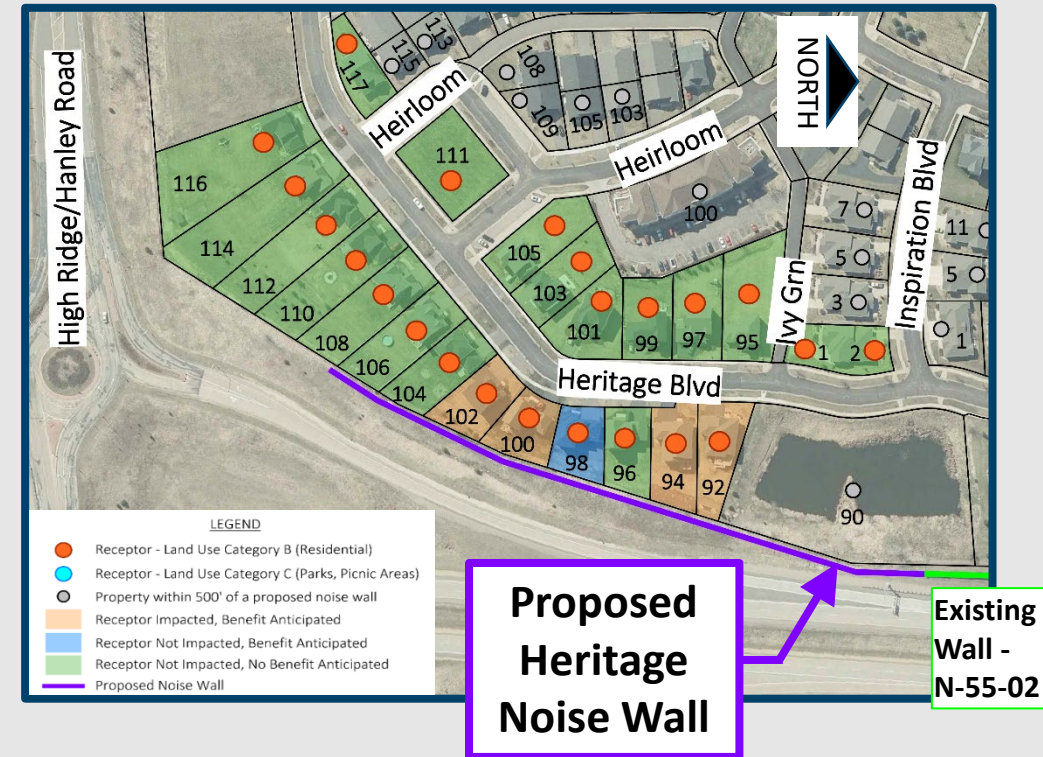 High Ridge/Hanley Road
117
115
113
Heirloom
108
109
105
103
Heirloom
NORTH
111
100
116
114
112
110
108
106
104
102
100
98
96
94
92
90
105
103
101
99
97
95
Ivy Grn
1
2
7
5
3
Inspiration Blvd
11
5
1
Heritage Blvd
LEGEND
Receptor - Land Use Category B (Residential)
Receptor - Land Use Category C (Parks, Picnic Areas)
Property within 500' of a proposed noise wall
Receptor Impacted, Benefit Anticipated
Receptor Not Impacted, Benefit Anticipated
Receptor Not Impacted, No Benefit Anticipated
Proposed Noise Wall
Proposed
Heritage
Noise Wall
Existing
Wall -
N-55-02